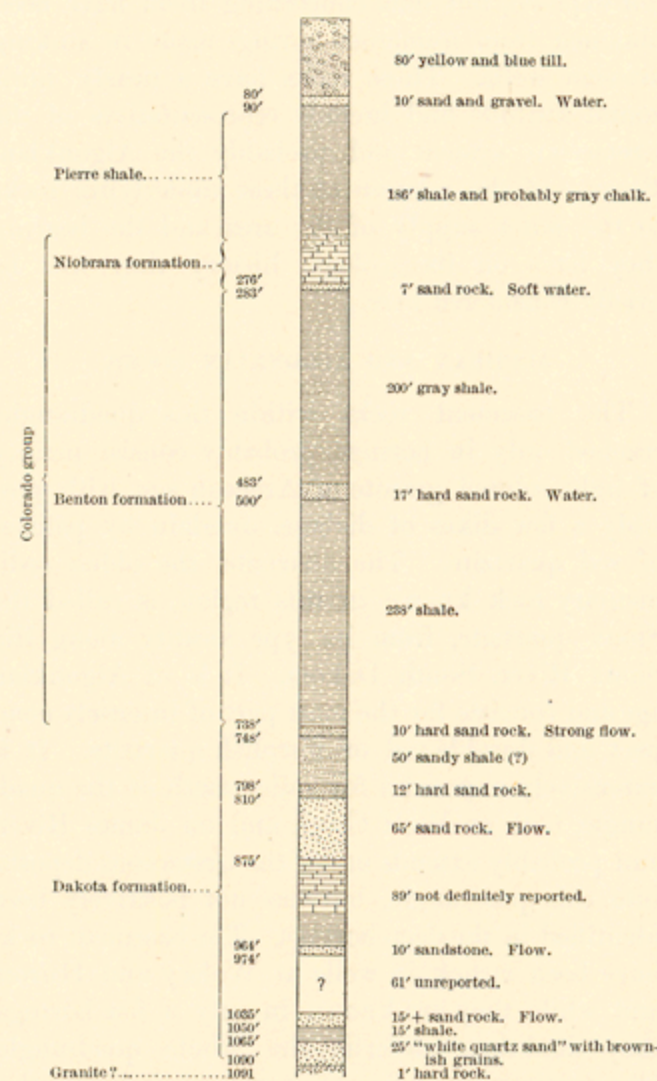 80′ yellow and blue till.
80′
10′ sand and gravel. Water.
90′
Pierre shale...........
186′ shale and probably gray chalk.
Niobrara formation..
276′
7′ sand rock. Soft water.
283′
200′ gray shale.
Colorado group
483′
Benton formation....
17′ hard sand rock. Water.
500′
238′ shale.
738′
10′ hard sand rock. Strong flow.
748′
50′ sandy shale (?)
798′
12′ hard sand rock.
810′
65′ sand rock. Flow.
875′
Dakota formation....
89′ not definitely reported.
964′
10′ sandstone. Flow.
974′
?
61′ unreported.
1035′
15′+ sand rock. Flow.
1050′
15′ shale.
1065′
25′ “white quartz sand” with brown-
ish grains.
1090′
Granite?..................1091
1′ hard rock.